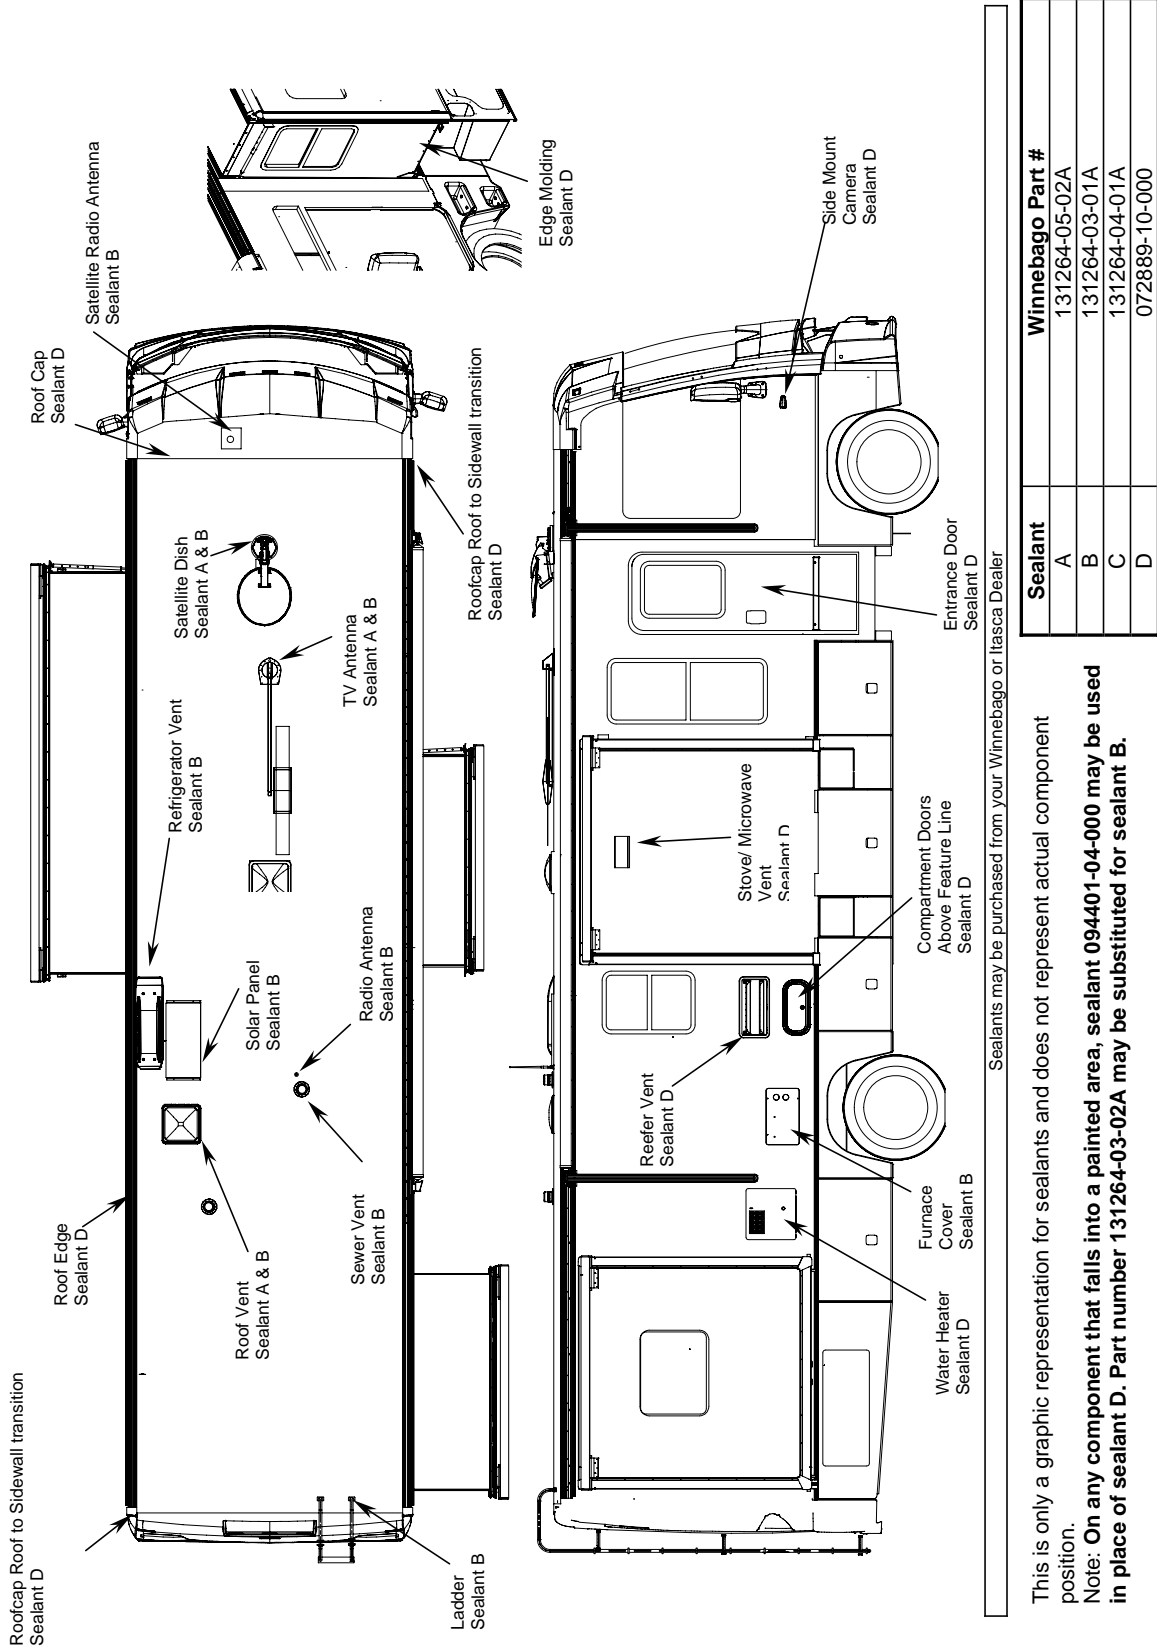 Roofcap Roof to Sidewall transition
Sealant D
Roof Edge
Sealant D
Roof Vent
Sealant A & B
Sewer Vent
Sealant B
Ladder
Sealant B
Solar Panel
Sealant B
Radio Antenna
Sealant B
Refrigerator Vent
Sealant B
TV Antenna
Sealant A & B
Satellite Dish
Sealant A & B
Roof Cap
Sealant D
Satellite Radio Antenna
Sealant B
Roofcap Roof to Sidewall transition
Sealant D
Edge Molding
Sealant D
Side Mount
Camera
Sealant D
Entrance Door
Sealant D
Stove/ Microwave
Vent
Sealant D
Compartment Doors
Above Feature Line
Sealant D
Reefer Vent
Sealant D
Furnace
Cover
Sealant B
Water Heater
Sealant D
Sealants may be purchased from your Winnebago or Itasca Dealer
This is only a graphic representation for sealants and does not represent actual component
position.
Note: On any component that falls into a painted area, sealant 094401-04-000 may be used
in place of sealant D. Part number 131264-03-02A may be substituted for sealant B.
Sealant Winnebago Part #
A 131264-05-02A
B 131264-03-01A
C 131264-04-01A
D 072889-10-000